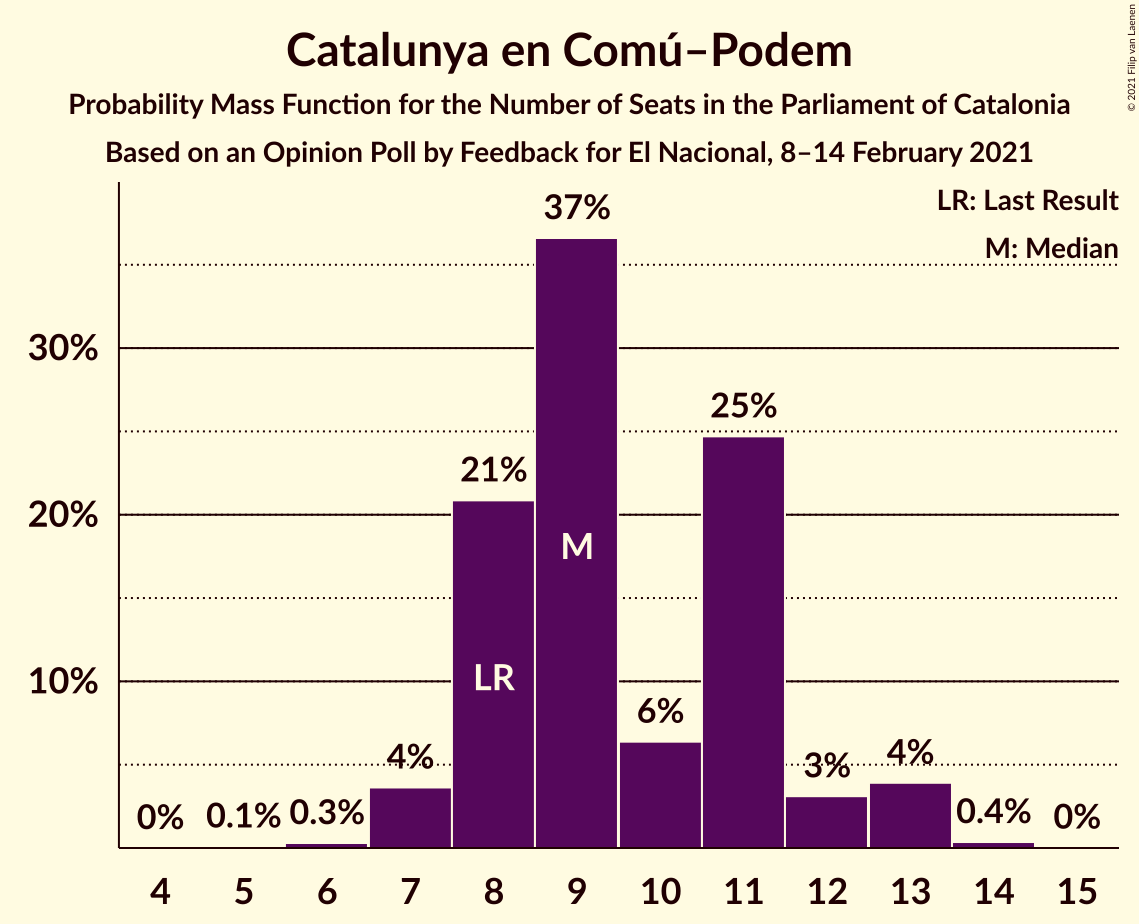 Catalunya en Comú–Podem
Probability Mass Function for the Number of Seats in the Parliament of Catalonia
Based on an Opinion Poll by Feedback for El Nacional, 8–14 February 2021
© 2021 Filip van Laenen
LR: Last Result
M: Median
30%
20%
10%
0%
0.1%
0.3%
4%
21%
37%
6%
25%
3%
4%
0.4%
0%
LR
M
4 5 6 7 8 9 10 11 12 13 14 15